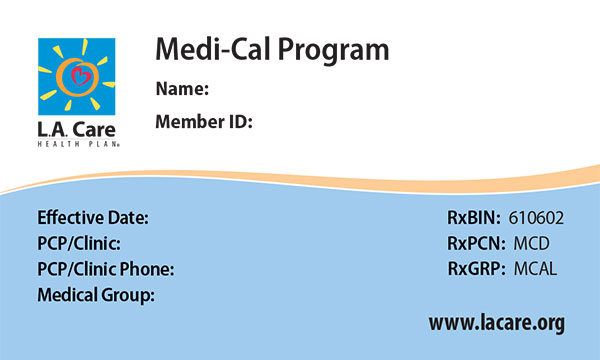 Medi-Cal Program
Name:
Member ID:
L.A. Care
HEALTH PLAN®
Effective Date:
PCP/Clinic:
PCP/Clinic Phone:
Medical Group:
RxBIN: 610602
RxPCN: MCD
RxGRP: MCAL
www.lacare.org